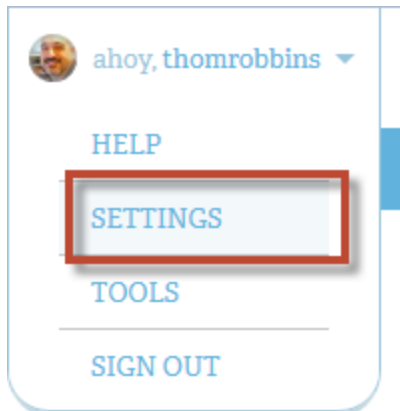 ahoy, thomrobbins
HELP
SETTINGS
TOOLS
SIGN OUT